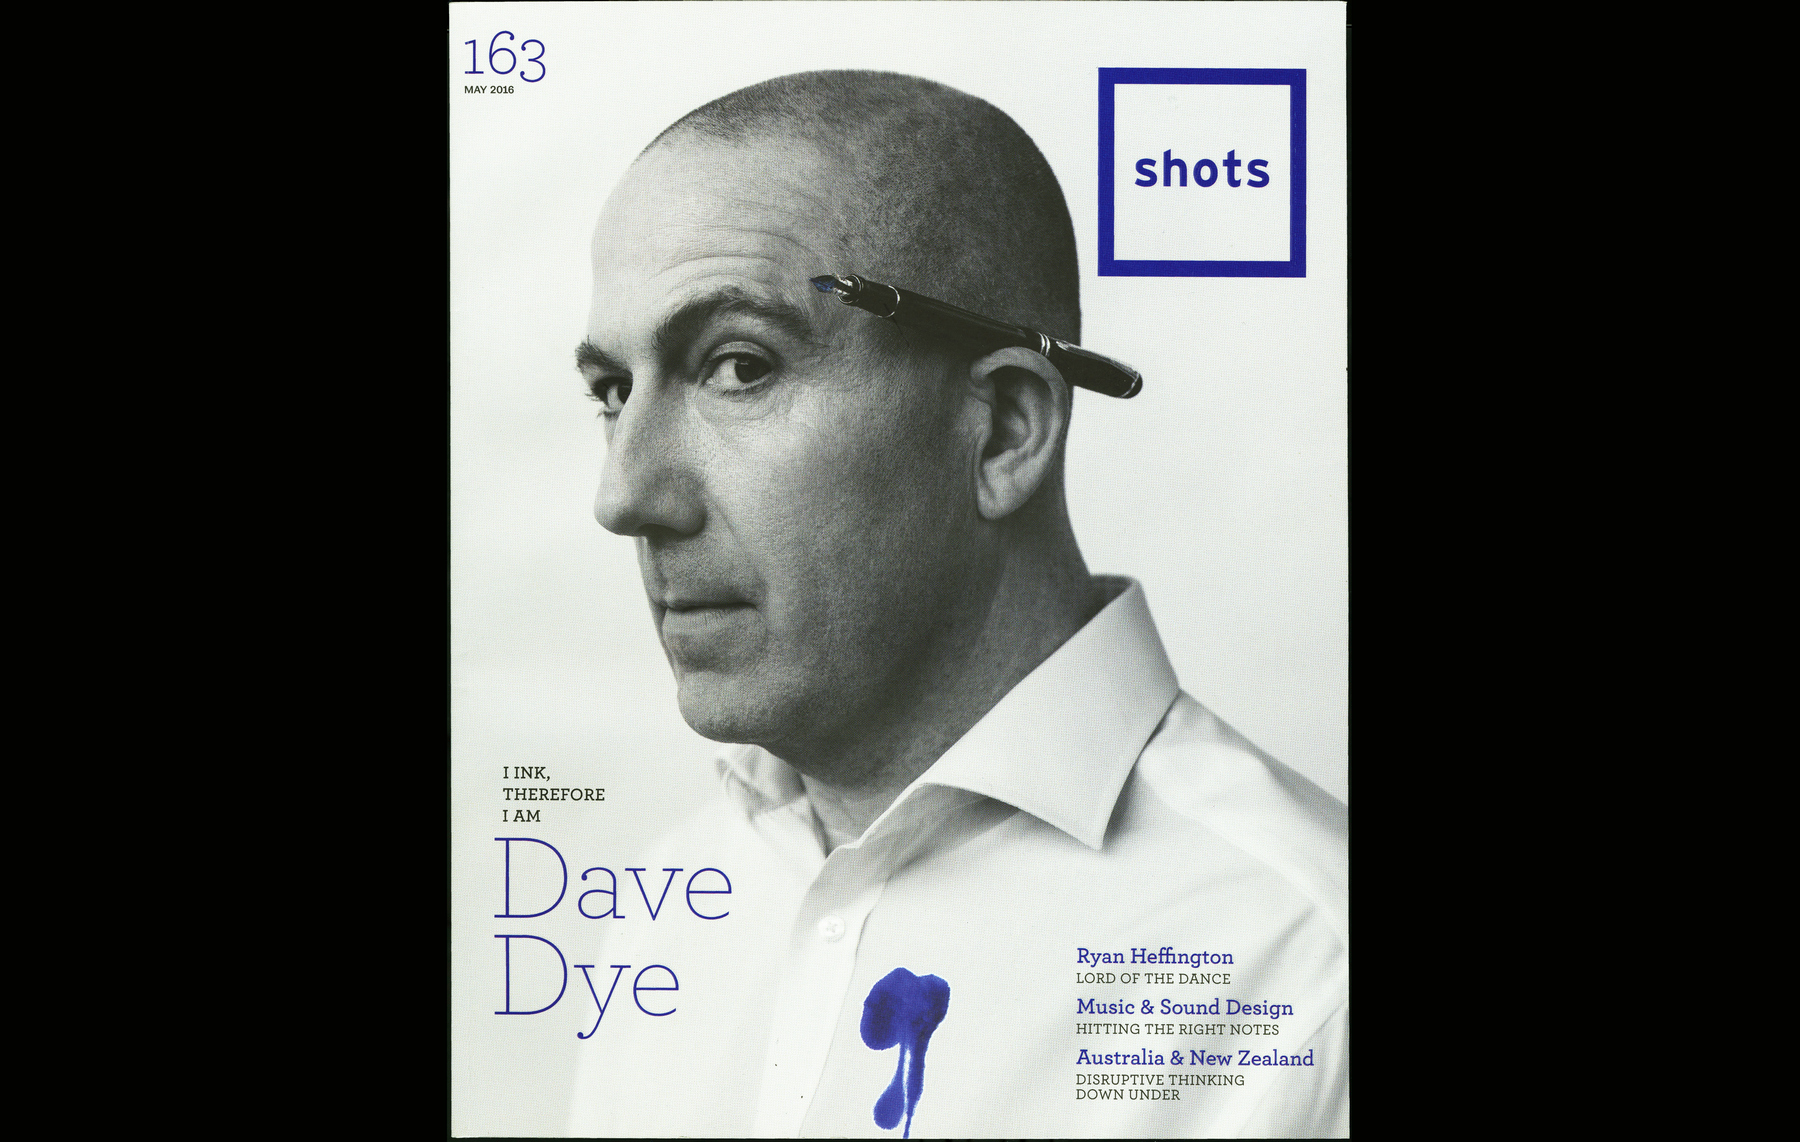 163
MAY 2016
shots
I INK,
THEREFORE
I AM
Dave
Dye
Ryan Heffington
LORD OF THE DANCE
Music & Sound Design
HITTING THE RIGHT NOTES
Australia & New Zealand
DISRUPTIVE THINKING
DOWN UNDER